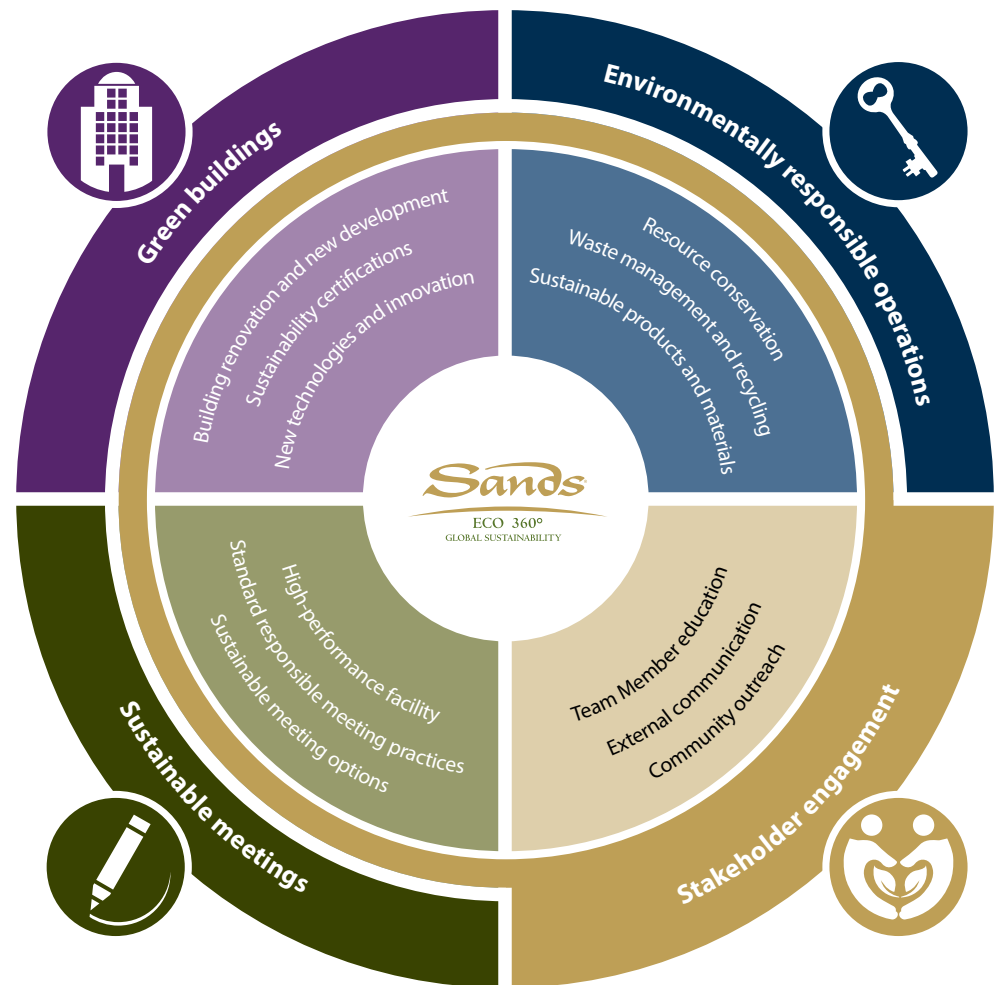 Green buildings
Building renovation and new development
Sustainability certifications
New technologies and innovation
Environmentally responsible operations
Resource conservation
Waste management and recycling
Sustainable products and materials
Sands®
ECO 360°
GLOBAL SUSTAINABILITY
High-performance facility
Standard responsible meeting practices
Sustainable meeting options
Sustainable meetings
Team Member education
External communication
Community outreach
Stakeholder engagement